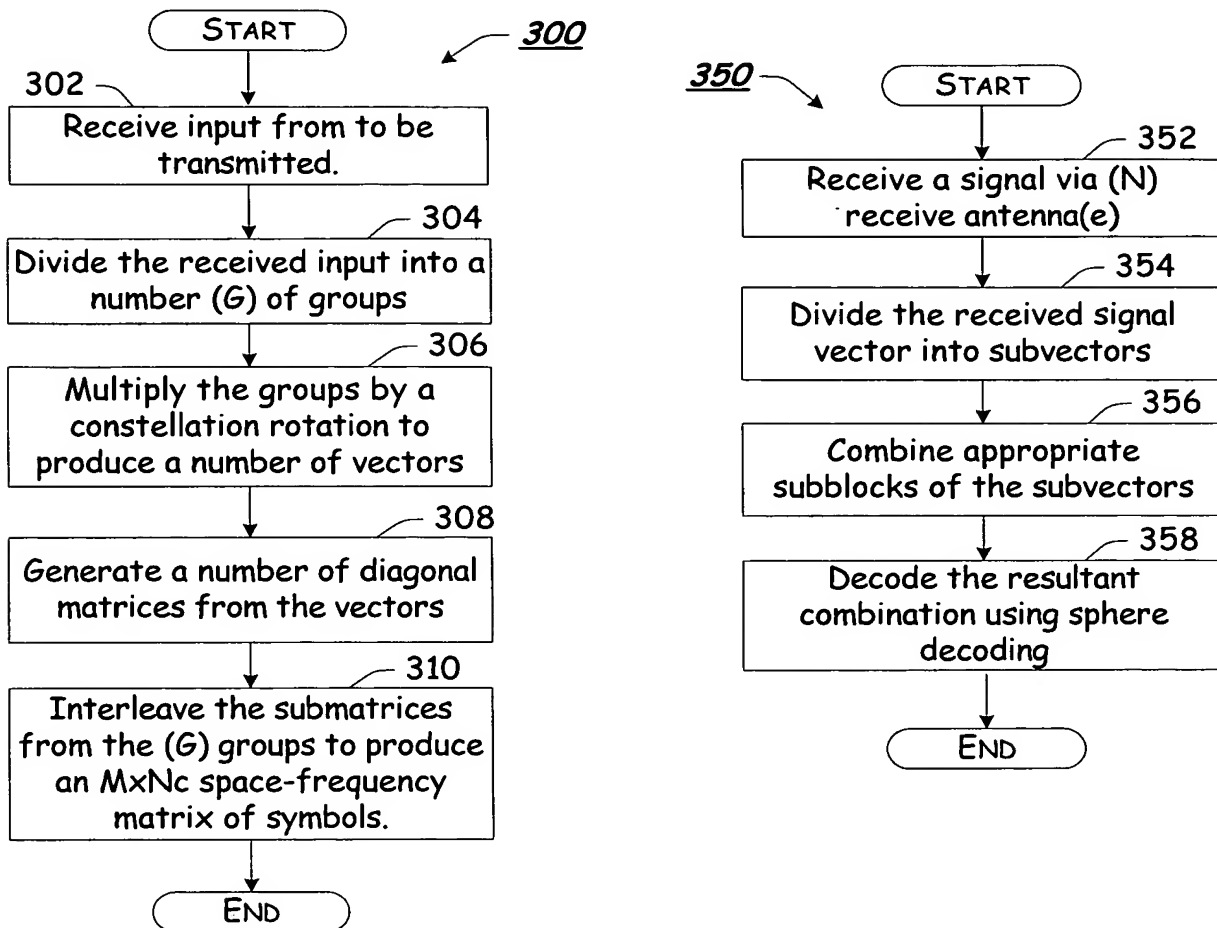 START
300
302
Receive input from to be
transmitted.
304
Divide the received input into a
number (G) of groups
306
Multiply the groups by a
constellation rotation to
produce a number of vectors
308
Generate a number of diagonal
matrices from the vectors
310
Interleave the submatrices
from the (G) groups to produce
an MxNc space-frequency
matrix of symbols.
END
350
START
352
Receive a signal via (N)
receive antenna(e)
354
Divide the received signal
vector into subvectors
356
Combine appropriate
subblocks of the subvectors
358
Decode the resultant
combination using sphere
decoding
END